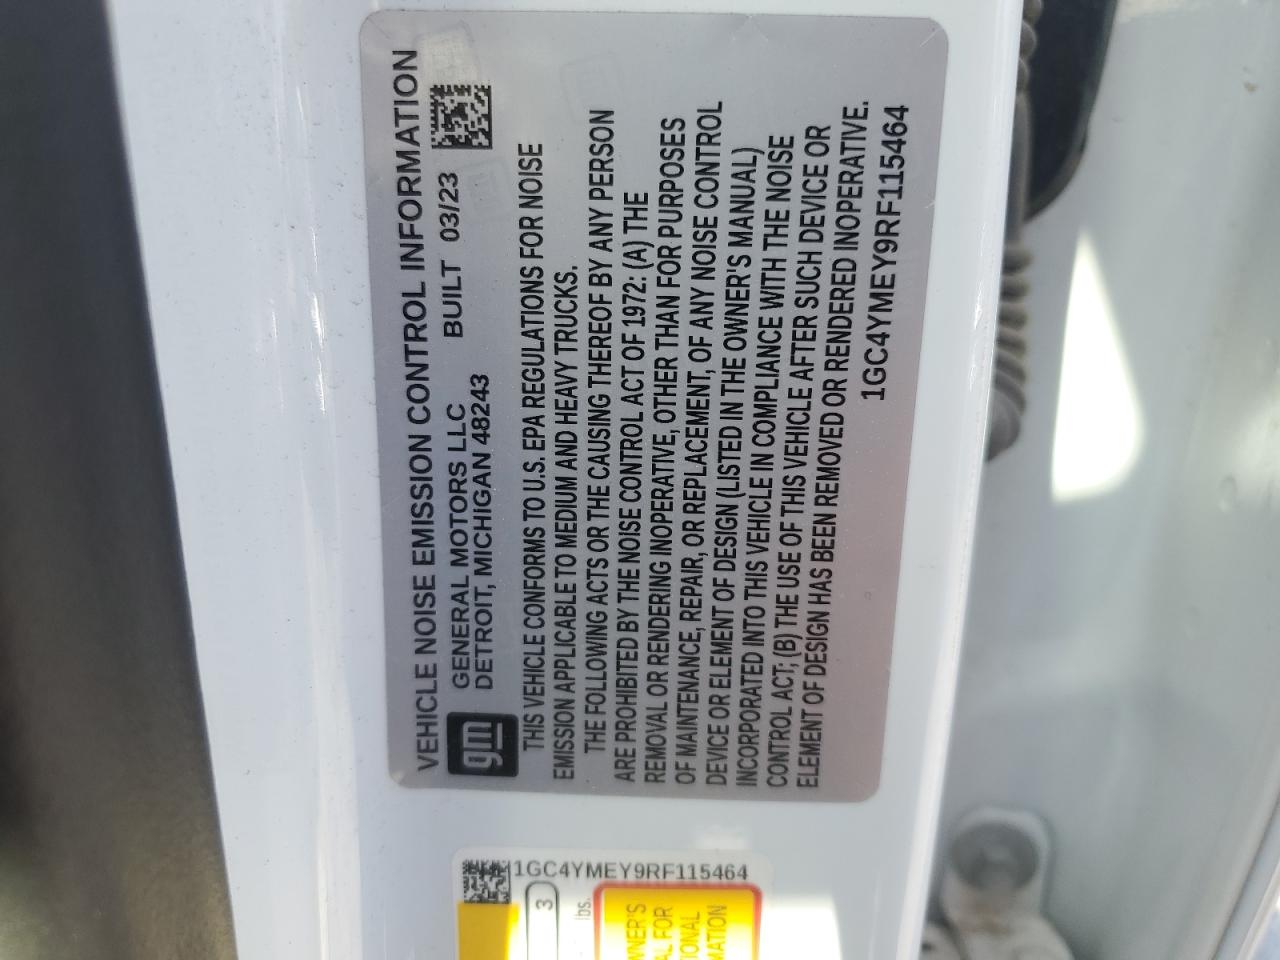 VEHICLE NOISE EMISSION CONTROL INFORMATION
gm
GENERAL MOTORS LLC BUILT 03/23
DETROIT, MICHIGAN 48243
THIS VEHICLE CONFORMS TO U.S. EPA REGULATIONS FOR NOISE
EMISSION APPLICABLE TO MEDIUM AND HEAVY TRUCKS.
THE FOLLOWING ACTS OR THE CAUSING THEREOF BY ANY PERSON
ARE PROHIBITED BY THE NOISE CONTROL ACT OF 1972: (A) THE
REMOVAL OR RENDERING INOPERATIVE, OTHER THAN FOR PURPOSES
OF MAINTENANCE, REPAIR, OR REPLACEMENT, OF ANY NOISE CONTROL
DEVICE OR ELEMENT OF DESIGN (LISTED IN THE OWNER'S MANUAL)
INCORPORATED INTO THIS VEHICLE IN COMPLIANCE WITH THE NOISE
CONTROL ACT; (B) THE USE OF THIS VEHICLE AFTER SUCH DEVICE OR
ELEMENT OF DESIGN HAS BEEN REMOVED OR RENDERED INOPERATIVE.
1GC4YMEY9RF115464
1GC4YMEY9RF115464
3
lbs.